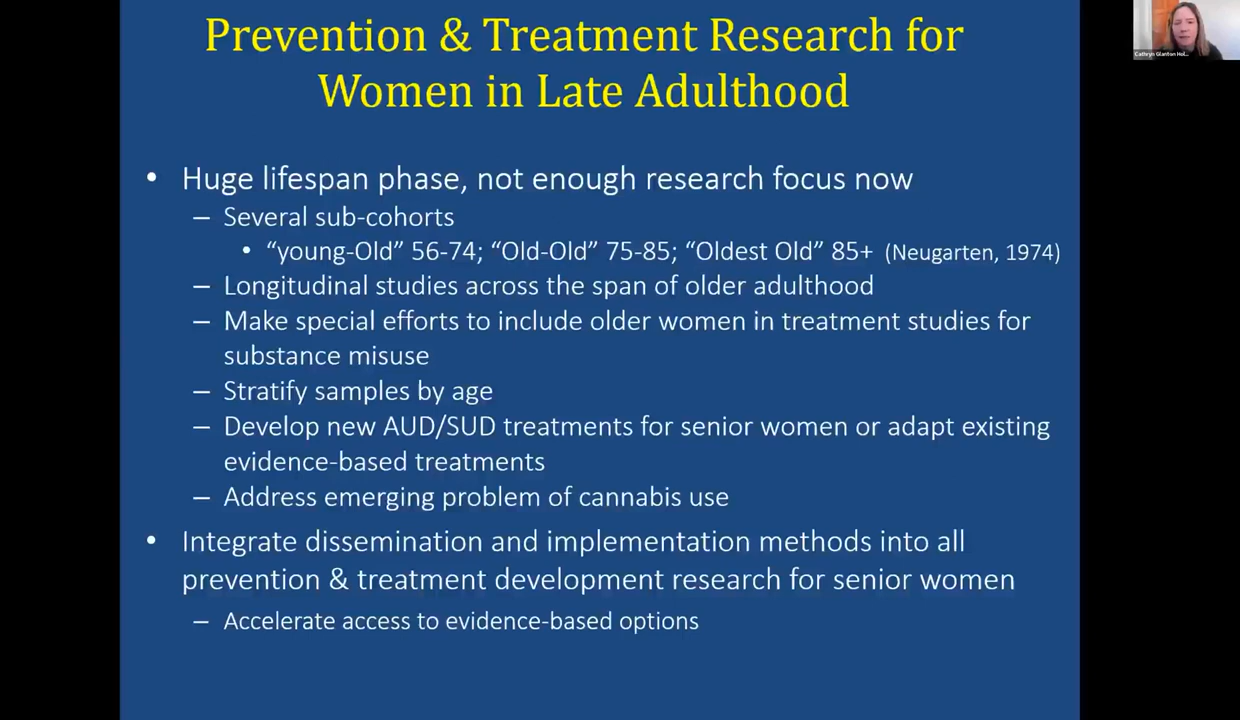 Prevention & Treatment Research for
Women in Late Adulthood
• Huge lifespan phase, not enough research focus now
– Several sub-cohorts
• “young-Old” 56-74; “Old-Old” 75-85; “Oldest Old” 85+ (Neugarten, 1974)
– Longitudinal studies across the span of older adulthood
– Make special efforts to include older women in treatment studies for
substance misuse
– Stratify samples by age
– Develop new AUD/SUD treatments for senior women or adapt existing
evidence-based treatments
– Address emerging problem of cannabis use
• Integrate dissemination and implementation methods into all
prevention & treatment development research for senior women
– Accelerate access to evidence-based options
Cathryn Glanton Hol...